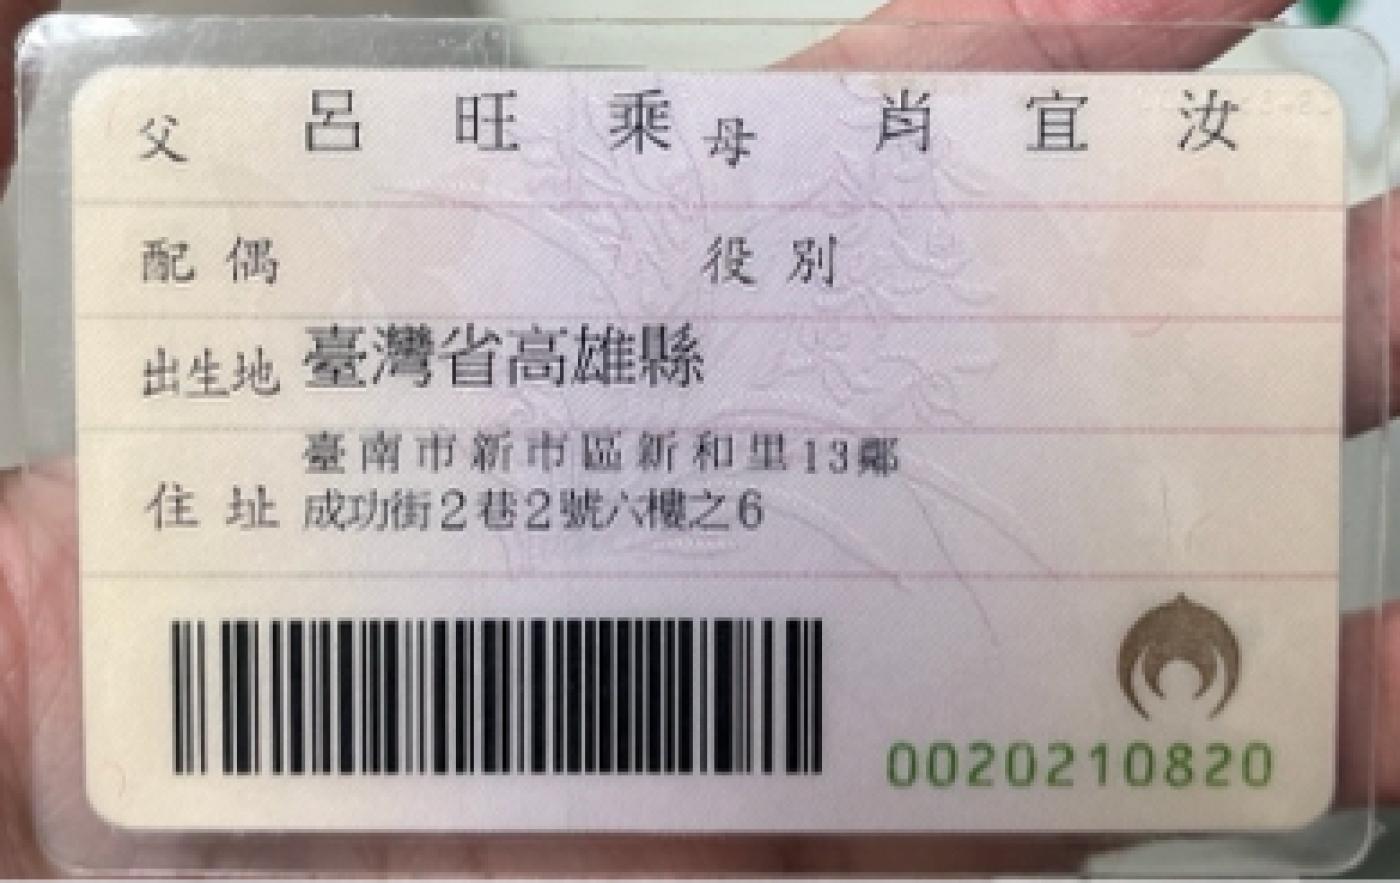 父 呂旺乘 母 肖宜汝
配偶 役別
出生地 臺灣省高雄縣
臺南市新市區新和里13鄰
住址 成功街2巷2號六樓之6
0020210820